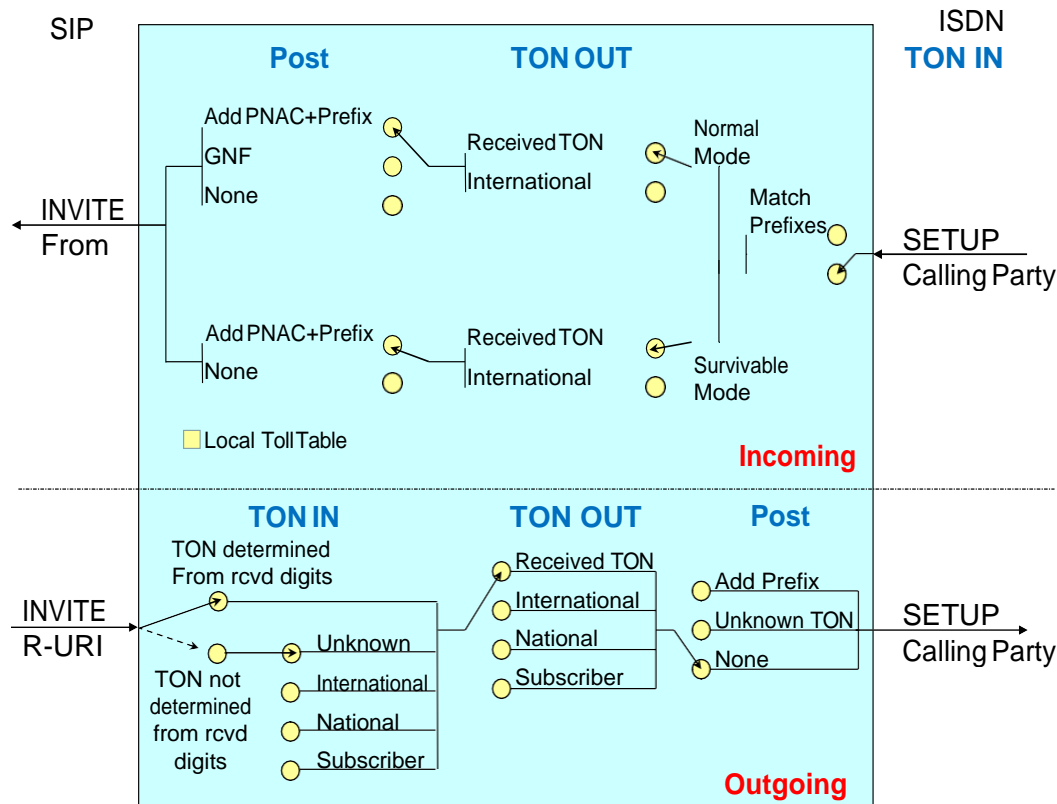 SIP
ISDN
Post
TON OUT
TON IN
Add PNAC+Prefix
GNF
None
Received TON
International
Normal
Mode
Match
Prefixes
INVITE
From
SETUP
Calling Party
Add PNAC+Prefix
None
Received TON
International
Survivable
Mode
Local Toll Table
Incoming
TON IN
TON OUT
Post
TON determined
From rcvd digits
Received TON
International
National
Subscriber
Add Prefix
Unknown TON
None
INVITE
R-URI
SETUP
Calling Party
Unknown
International
National
Subscriber
TON not
determined
from rcvd
digits
Outgoing